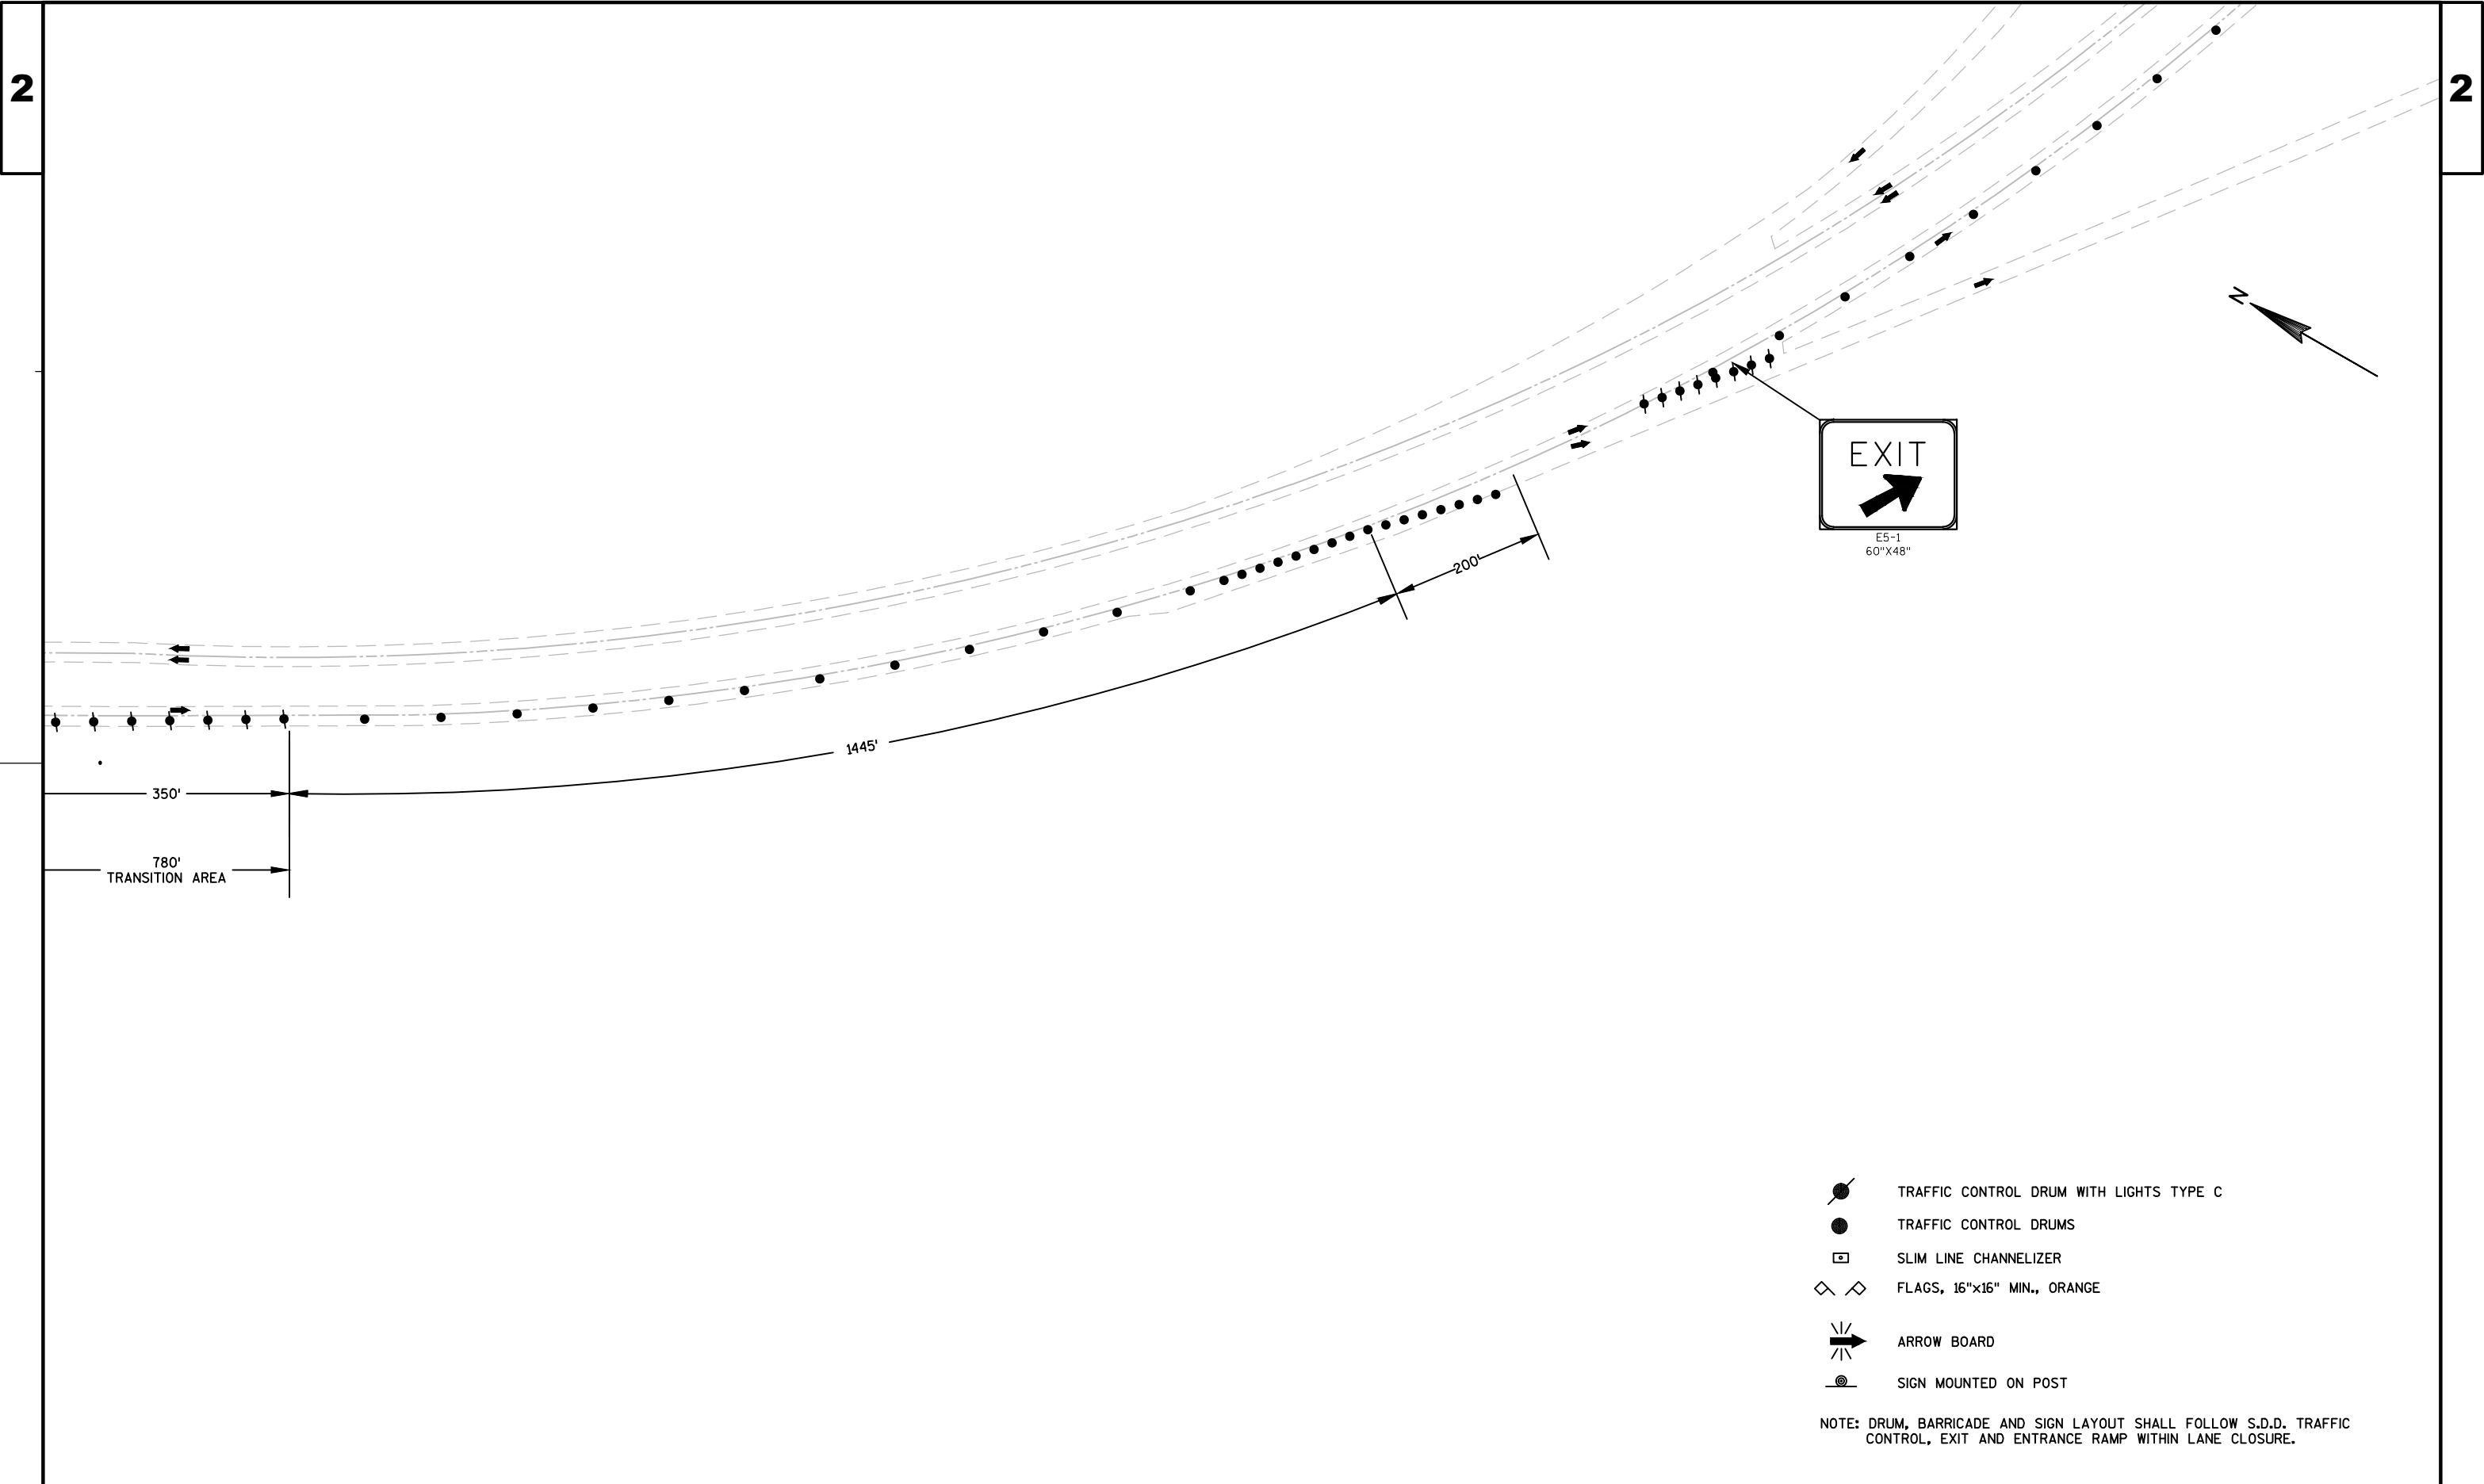 2
2
N
EXIT
E5-1
60"X48"
200'
1445'
350'
780'
TRANSITION AREA
TRAFFIC CONTROL DRUM WITH LIGHTS TYPE C
TRAFFIC CONTROL DRUMS
SLIM LINE CHANNELIZER
FLAGS, 16"x16" MIN., ORANGE
ARROW BOARD
SIGN MOUNTED ON POST
NOTE: DRUM, BARRICADE AND SIGN LAYOUT SHALL FOLLOW S.D.D. TRAFFIC
CONTROL, EXIT AND ENTRANCE RAMP WITHIN LANE CLOSURE.